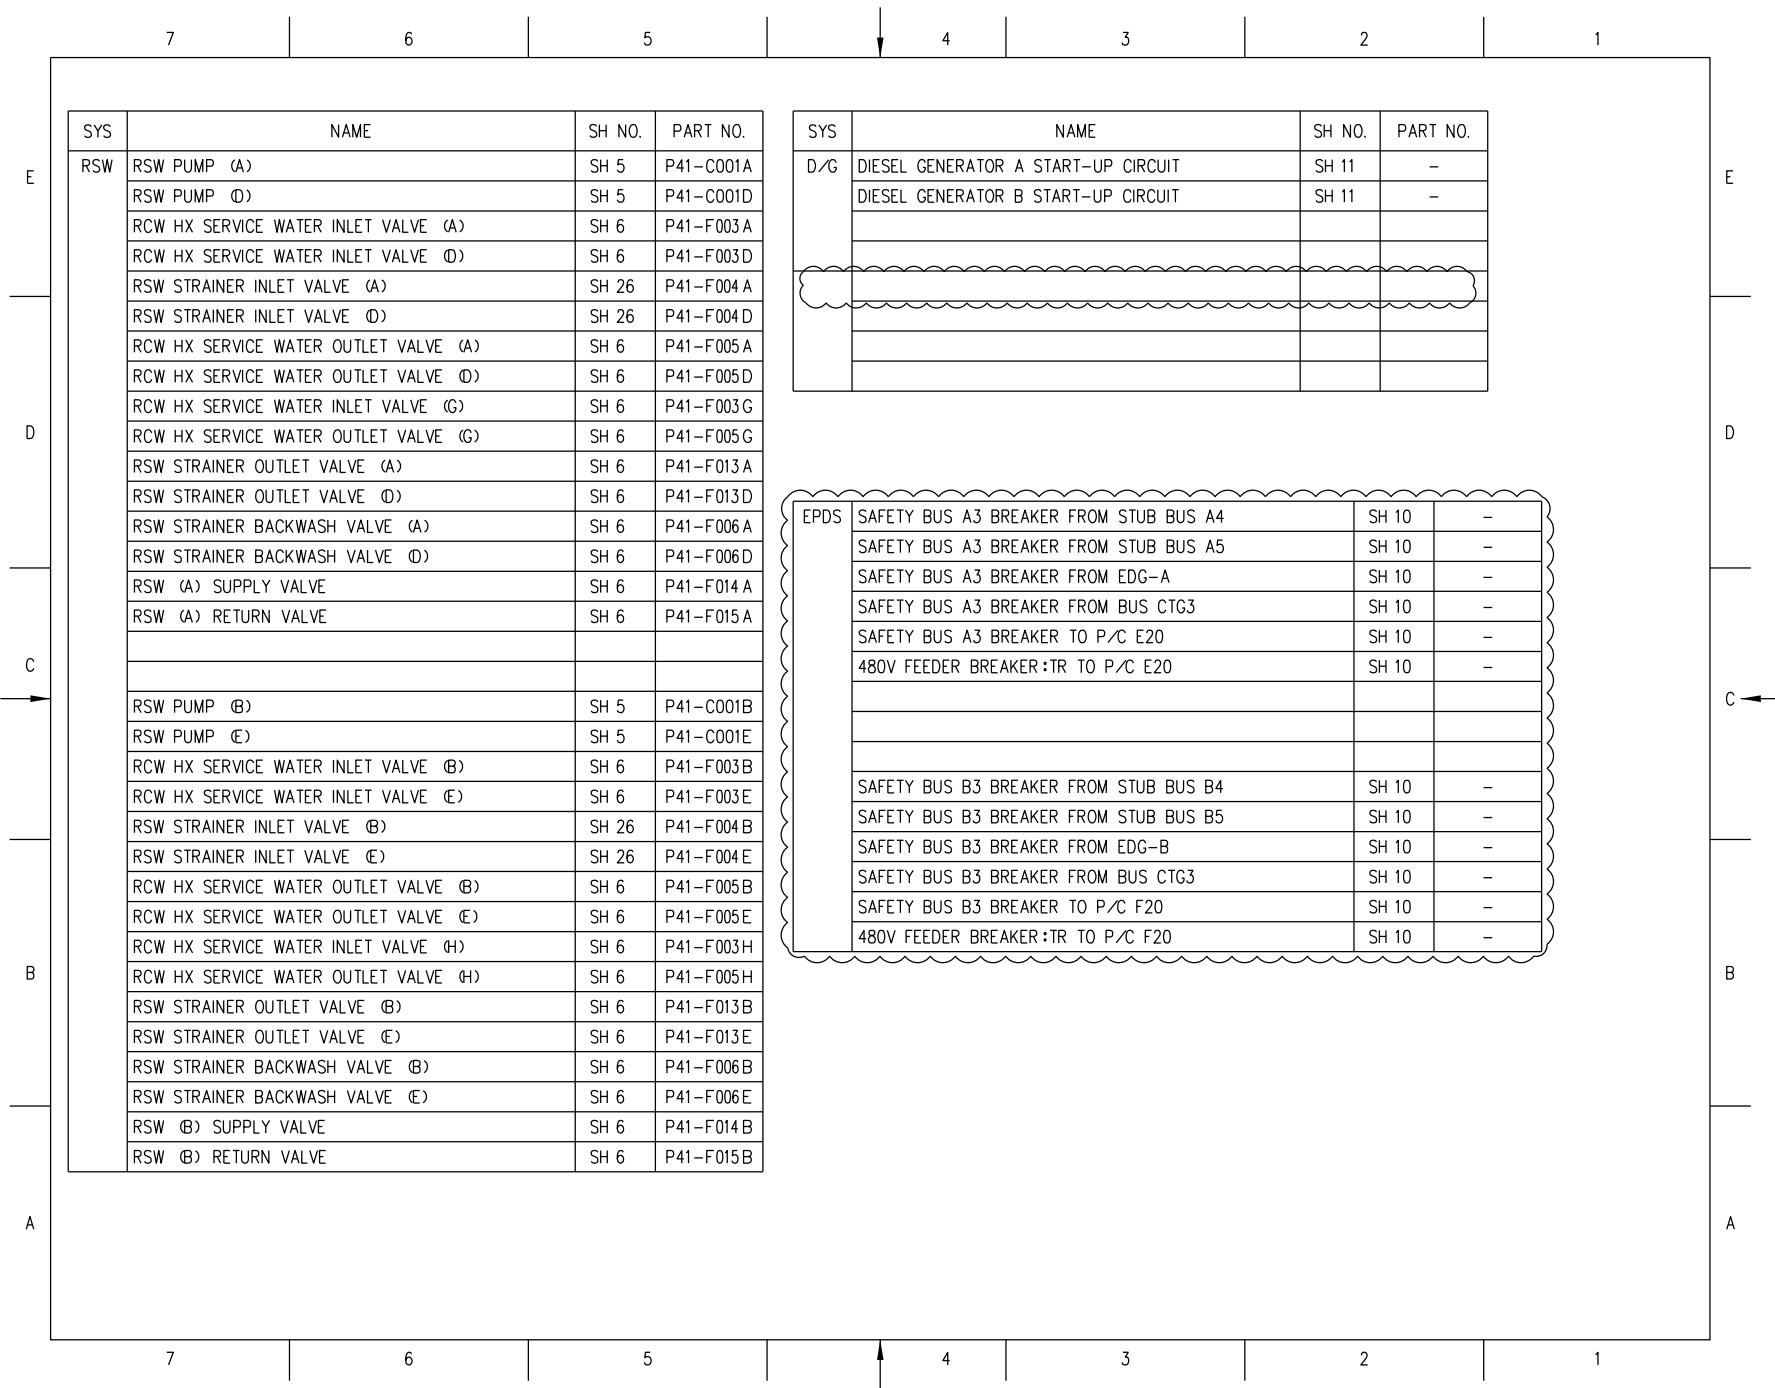 7 6 5 4 3 2 1
SYS NAME SH NO. PART NO.
RSW RSW PUMP (A) SH 5 P41-C001A
RSW PUMP (D) SH 5 P41-C001D
RCW HX SERVICE WATER INLET VALVE (A) SH 6 P41-F003A
RCW HX SERVICE WATER INLET VALVE (D) SH 6 P41-F003D
RSW STRAINER INLET VALVE (A) SH 26 P41-F004A
RSW STRAINER INLET VALVE (D) SH 26 P41-F004D
RCW HX SERVICE WATER OUTLET VALVE (A) SH 6 P41-F005A
RCW HX SERVICE WATER OUTLET VALVE (D) SH 6 P41-F005D
RCW HX SERVICE WATER INLET VALVE (G) SH 6 P41-F003G
RCW HX SERVICE WATER OUTLET VALVE (G) SH 6 P41-F005G
RSW STRAINER OUTLET VALVE (A) SH 6 P41-F013A
RSW STRAINER OUTLET VALVE (D) SH 6 P41-F013D
RSW STRAINER BACKWASH VALVE (A) SH 6 P41-F006A
RSW STRAINER BACKWASH VALVE (D) SH 6 P41-F006D
RSW (A) SUPPLY VALVE SH 6 P41-F014A
RSW (A) RETURN VALVE SH 6 P41-F015A
RSW PUMP (B) SH 5 P41-C001B
RSW PUMP (E) SH 5 P41-C001E
RCW HX SERVICE WATER INLET VALVE (B) SH 6 P41-F003B
RCW HX SERVICE WATER INLET VALVE (E) SH 6 P41-F003E
RSW STRAINER INLET VALVE (B) SH 26 P41-F004B
RSW STRAINER INLET VALVE (E) SH 26 P41-F004E
RCW HX SERVICE WATER OUTLET VALVE (B) SH 6 P41-F005B
RCW HX SERVICE WATER OUTLET VALVE (E) SH 6 P41-F005E
RCW HX SERVICE WATER INLET VALVE (H) SH 6 P41-F003H
RCW HX SERVICE WATER OUTLET VALVE (H) SH 6 P41-F005H
RSW STRAINER OUTLET VALVE (B) SH 6 P41-F013B
RSW STRAINER OUTLET VALVE (E) SH 6 P41-F013E
RSW STRAINER BACKWASH VALVE (B) SH 6 P41-F006B
RSW STRAINER BACKWASH VALVE (E) SH 6 P41-F006E
RSW (B) SUPPLY VALVE SH 6 P41-F014B
RSW (B) RETURN VALVE SH 6 P41-F015B
SYS NAME SH NO. PART NO.
D/G DIESEL GENERATOR A START-UP CIRCUIT SH 11 -
DIESEL GENERATOR B START-UP CIRCUIT SH 11 -
EPDS SAFETY BUS A3 BREAKER FROM STUB BUS A4 SH 10 -
SAFETY BUS A3 BREAKER FROM STUB BUS A5 SH 10 -
SAFETY BUS A3 BREAKER FROM EDG-A SH 10 -
SAFETY BUS A3 BREAKER FROM BUS CTG3 SH 10 -
SAFETY BUS A3 BREAKER TO P/C E20 SH 10 -
480V FEEDER BREAKER:TR TO P/C E20 SH 10 -
SAFETY BUS B3 BREAKER FROM STUB BUS B4 SH 10 -
SAFETY BUS B3 BREAKER FROM STUB BUS B5 SH 10 -
SAFETY BUS B3 BREAKER FROM EDG-B SH 10 -
SAFETY BUS B3 BREAKER FROM BUS CTG3 SH 10 -
SAFETY BUS B3 BREAKER TO P/C F20 SH 10 -
480V FEEDER BREAKER:TR TO P/C F20 SH 10 -
E E
D D
C C
B B
A A
7 6 5 4 3 2 1